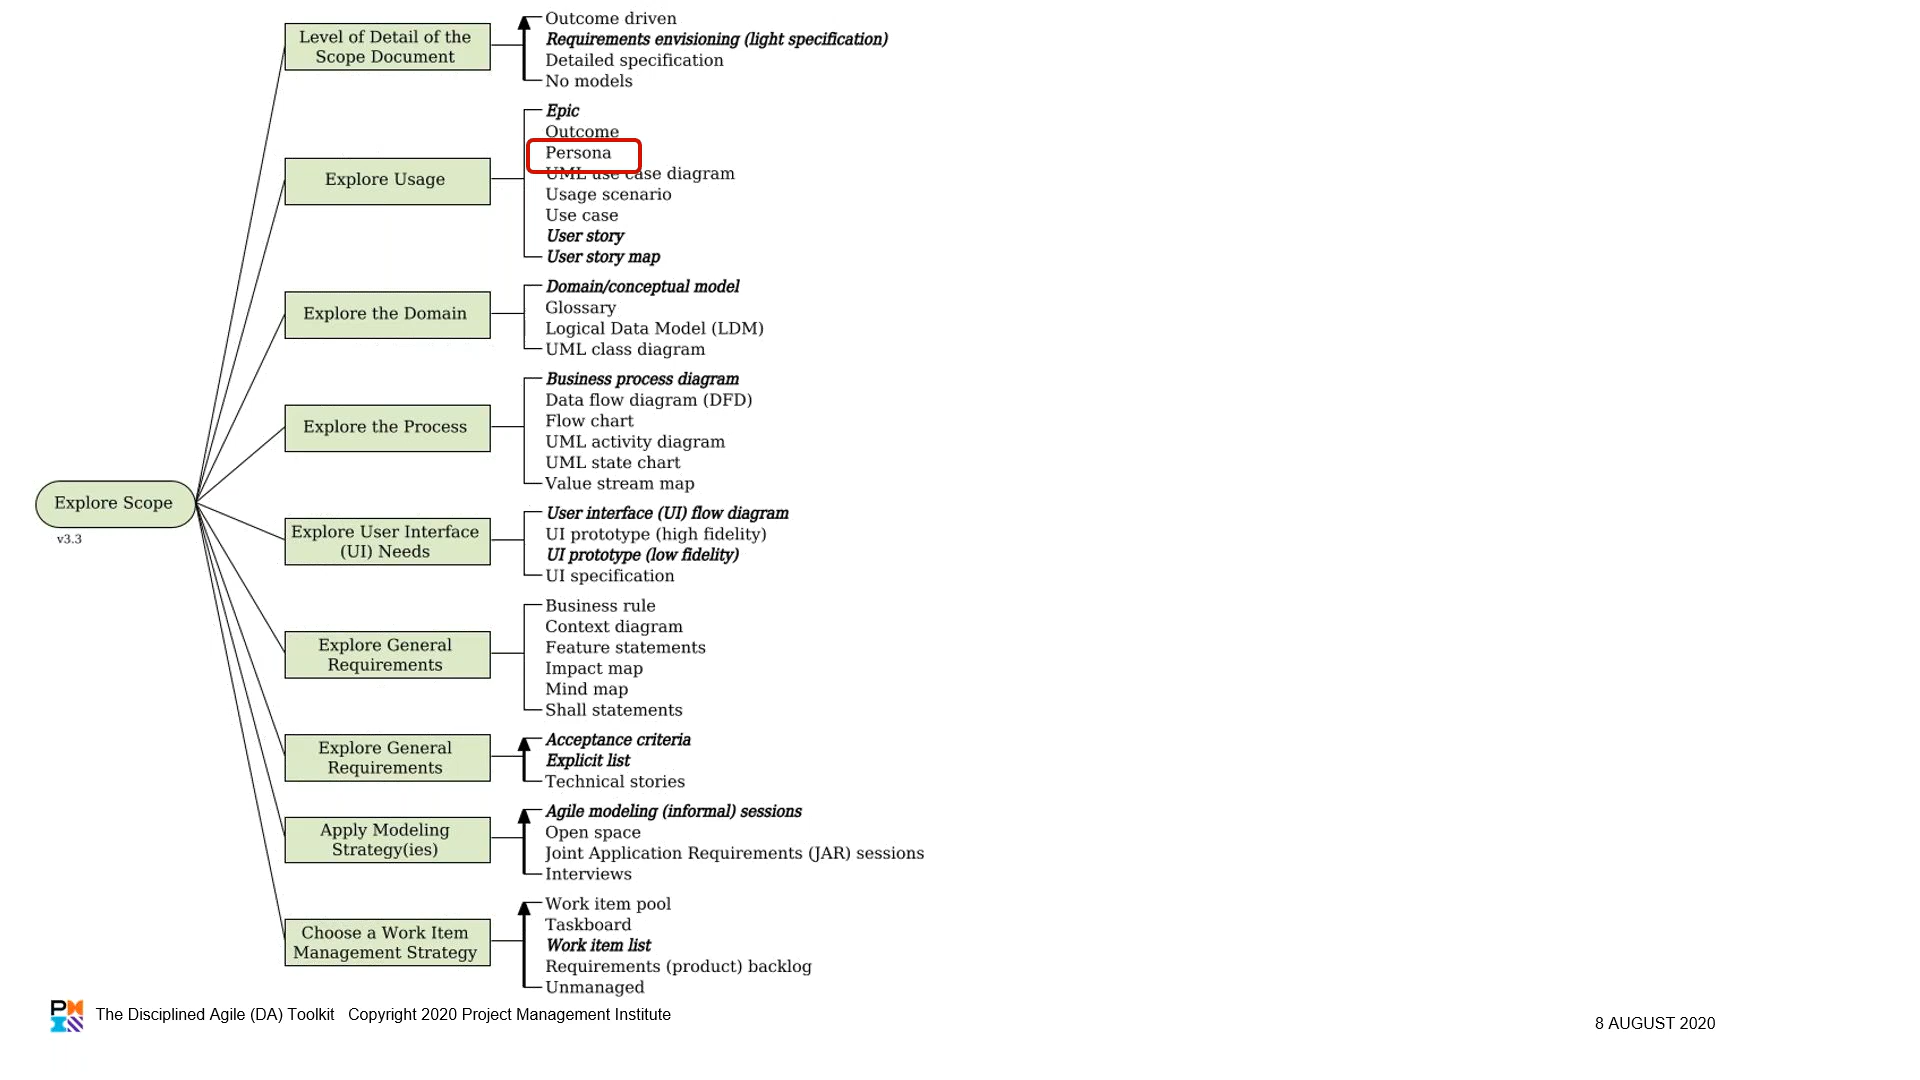 Explore Scope
v3.3
Level of Detail of the
Scope Document
Outcome driven
Requirements envisioning (light specification)
Detailed specification
No models
Explore Usage
Epic
Outcome
Persona
UML use case diagram
Usage scenario
Use case
User story
User story map
Explore the Domain
Domain/conceptual model
Glossary
Logical Data Model (LDM)
UML class diagram
Explore the Process
Business process diagram
Data flow diagram (DFD)
Flow chart
UML activity diagram
UML state chart
Value stream map
Explore User Interface
(UI) Needs
User interface (UI) flow diagram
UI prototype (high fidelity)
UI prototype (low fidelity)
UI specification
Explore General
Requirements
Business rule
Context diagram
Feature statements
Impact map
Mind map
Shall statements
Explore General
Requirements
Acceptance criteria
Explicit list
Technical stories
Apply Modeling
Strategy(ies)
Agile modeling (informal) sessions
Open space
Joint Application Requirements (JAR) sessions
Interviews
Choose a Work Item
Management Strategy
Work item pool
Taskboard
Work item list
Requirements (product) backlog
Unmanaged
The Disciplined Agile (DA) Toolkit   Copyright 2020 Project Management Institute
8 AUGUST 2020